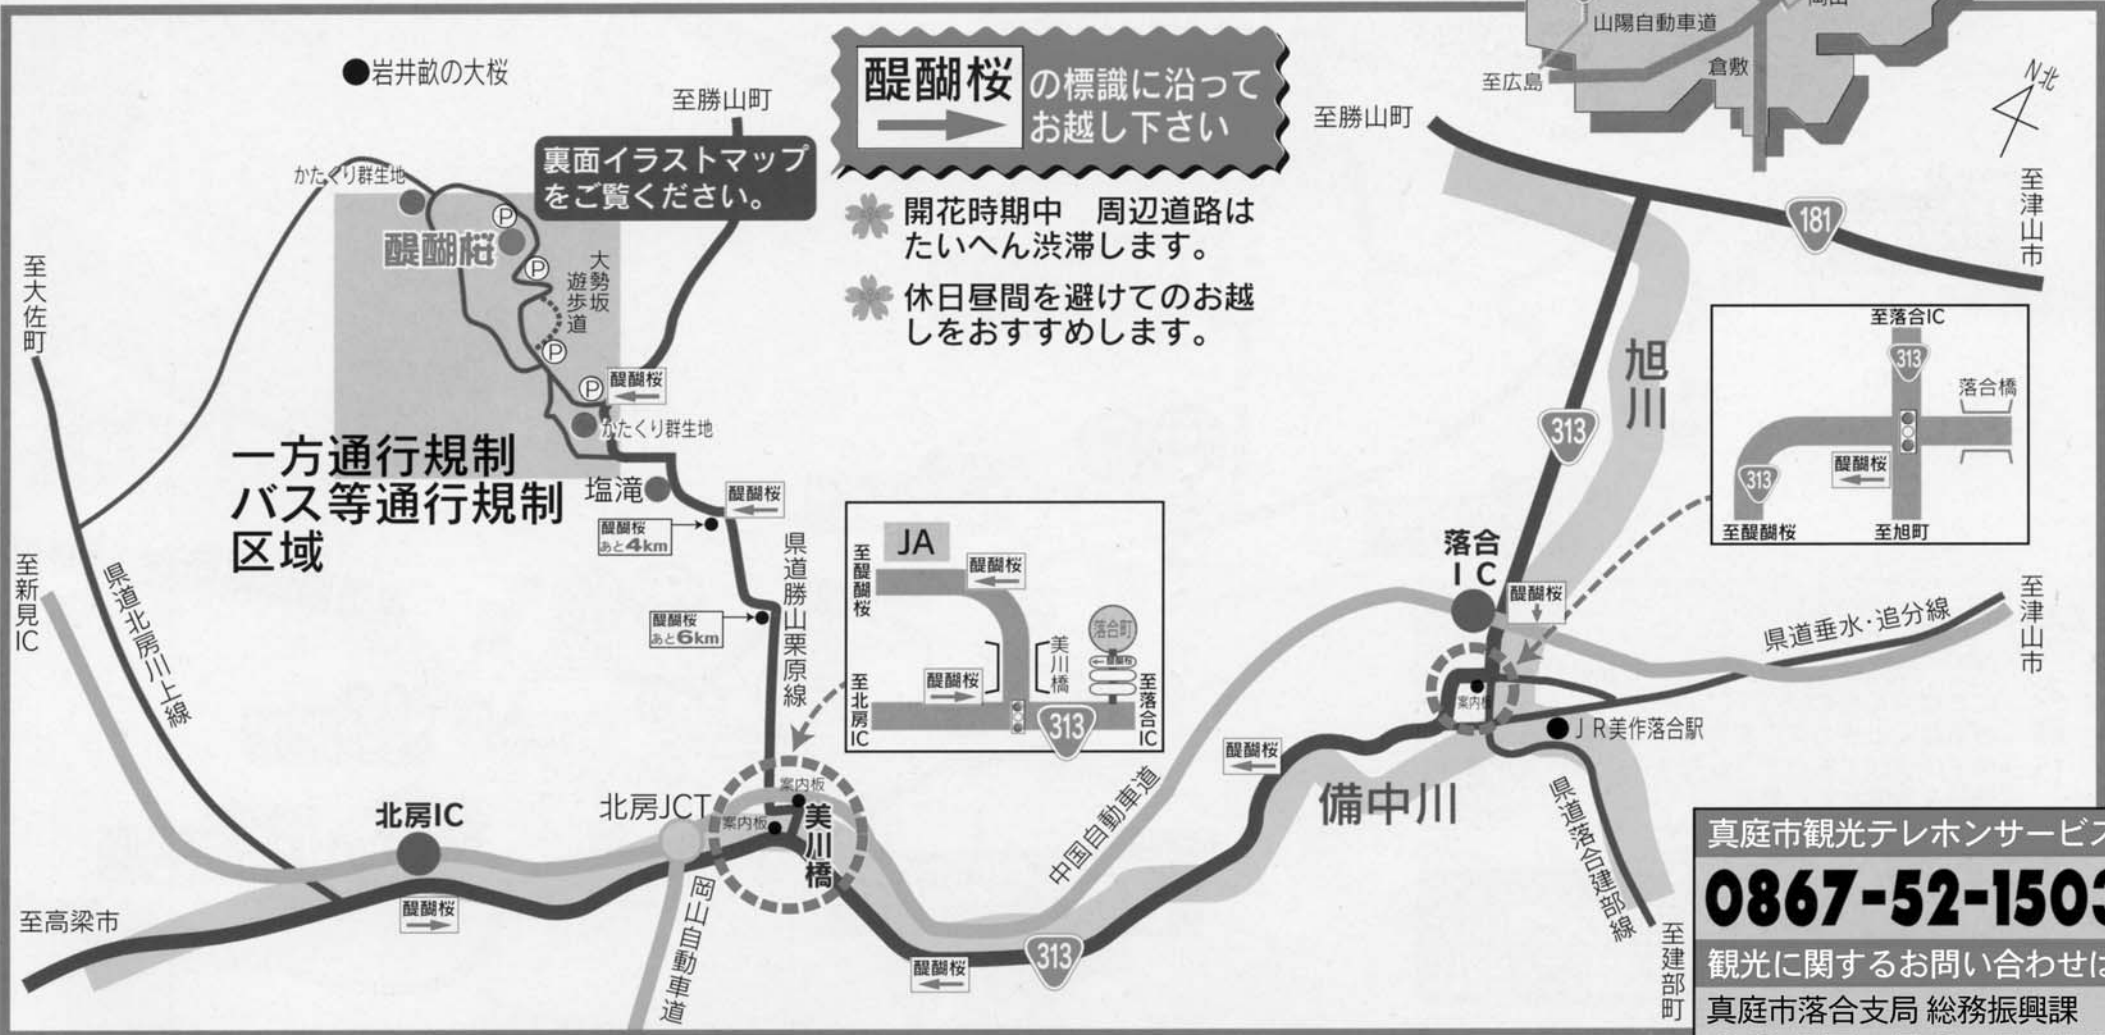 岡山
山陽自動車道
倉敷
至広島
N北
岩井畝の大桜
至勝山町
醍醐桜
の標識に沿って
お越し下さい
至勝山町
裏面イラストマップ
をご覧ください。
かたくり群生地
P
醍醐桜
P
大勢坂
遊歩道
P
P
醍醐桜
かたくり群生地
開花時期中 周辺道路は
たいへん渋滞します。
休日昼間を避けてのお越
しをおすすめします。
181
至津山市
至大佐町
一方通行規制
バス等通行規制
区域
塩滝
醍醐桜
醍醐桜
あと4km
醍醐桜
あと6km
県道勝山栗原線
県道北房川上線
至新見IC
JA
至醍醐桜
醍醐桜
美川橋
落合町
醍醐桜
醍醐桜
至北房IC
313
至落合IC
旭川
313
至落合IC
313
落合橋
醍醐桜
313
至醍醐桜
至旭町
落合
IC
醍醐桜
至津山市
県道垂水・追分線
案内板
JR美作落合駅
醍醐桜
備中川
県道落合建部線
至建部町
中国自動車道
北房IC
北房JCT
案内板
案内板
美川橋
岡山自動車道
至高梁市
醍醐桜
醍醐桜
313
真庭市観光テレホンサービス
0867-52-1503
観光に関するお問い合わせは
真庭市落合支局 総務振興課